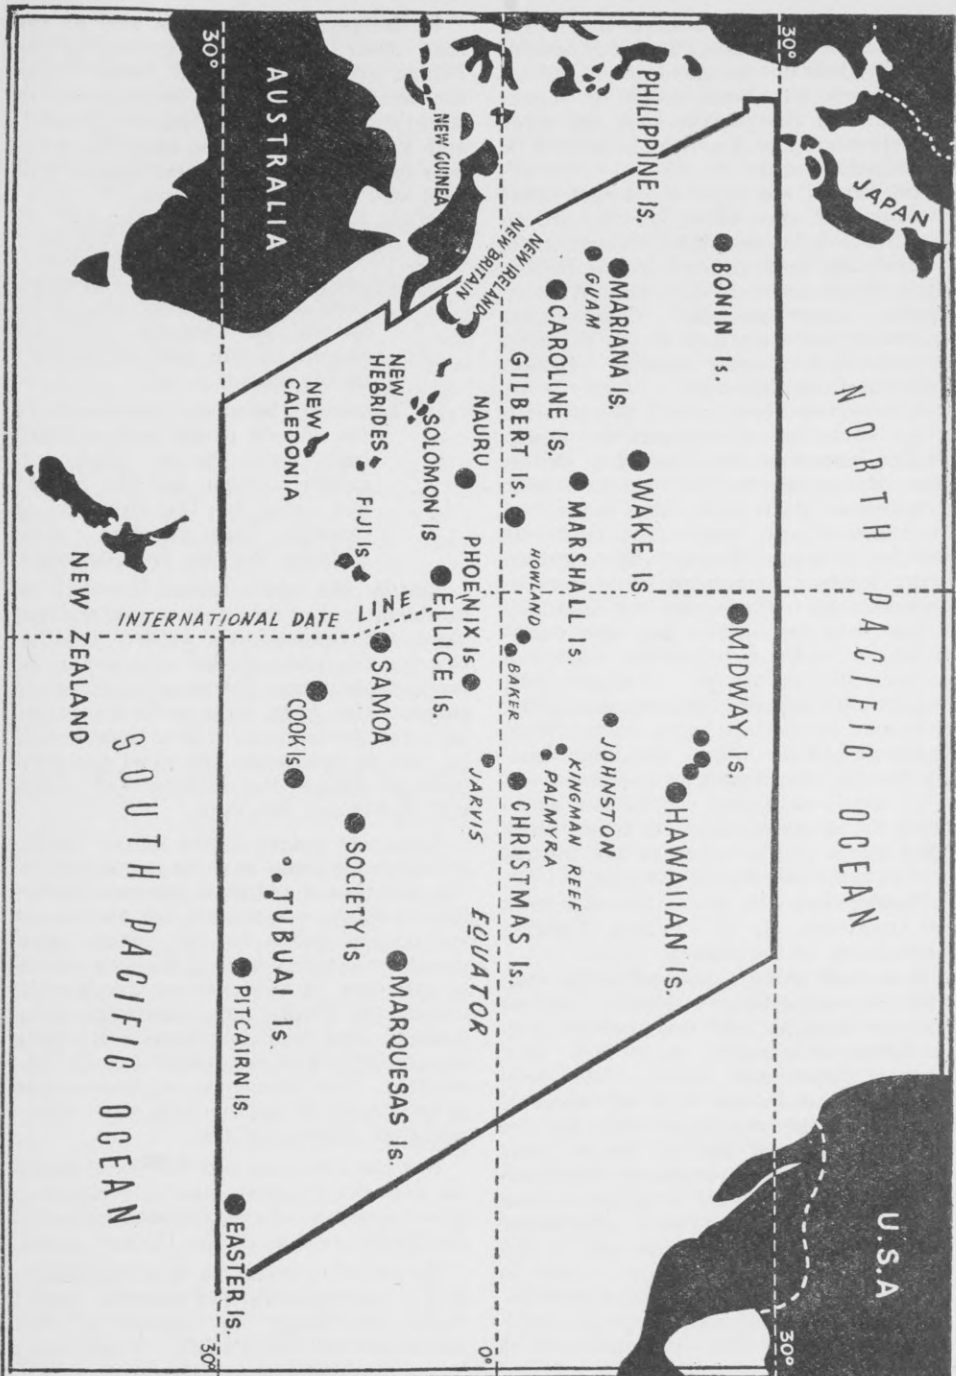 30°
30°
AUSTRALIA
PHILIPPINE Is.
JAPAN
NEW GUINEA
NEW BRITAIN
NEW IRELAND
BONIN Is.
MARIANA Is.
GUAM
CAROLINE Is.
GILBERT Is.
NAURU
SOLOMON Is
NEW
HEBRIDES
NEW
CALEDONIA
FIJI Is
WAKE Is.
MARSHALL Is.
NORTH PACIFIC OCEAN
HOWLAND
BAKER
PHOENIX Is
ELLICE Is.
INTERNATIONAL DATE LINE
NEW ZEALAND
MIDWAY Is.
SAMOA
COOK Is
JOHNSTON
KINGMAN REEF
PALMYRA
JARVIS
CHRISTMAS Is.
HAWAIIAN Is.
SOCIETY Is
TUBUAI Is.
EQUATOR
MARQUESAS Is.
PITCAIRN Is.
SOUTH PACIFIC OCEAN
EASTER Is.
U.S.A
30°
0°
30°